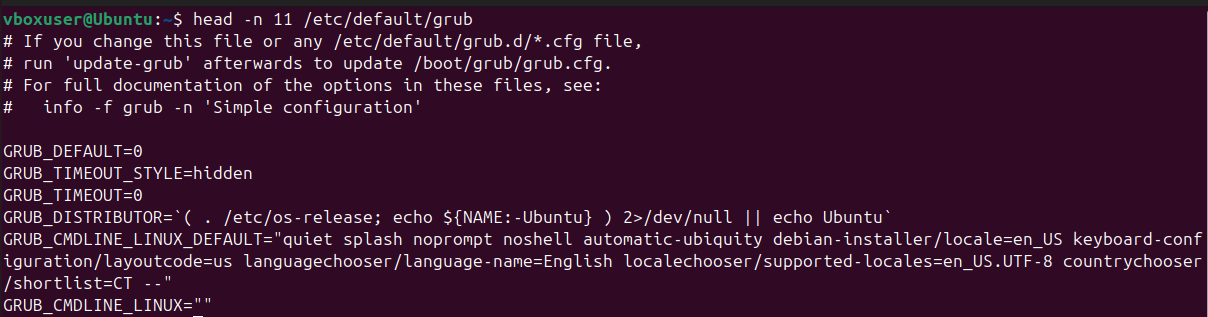 vboxuser@Ubuntu:~$ head -n 11 /etc/default/grub
# If you change this file or any /etc/default/grub.d/*.cfg file,
# run 'update-grub' afterwards to update /boot/grub/grub.cfg.
# For full documentation of the options in these files, see:
#   info -f grub -n 'Simple configuration'

GRUB_DEFAULT=0
GRUB_TIMEOUT_STYLE=hidden
GRUB_TIMEOUT=0
GRUB_DISTRIBUTOR=`( . /etc/os-release; echo ${NAME:-Ubuntu} ) 2>/dev/null || echo Ubuntu`
GRUB_CMDLINE_LINUX_DEFAULT="quiet splash noprompt noshell automatic-ubiquity debian-installer/locale=en_US keyboard-conf
iguration/layoutcode=us languagechooser/language-name=English localechooser/supported-locales=en_US.UTF-8 countrychooser
/shortlist=CT --"
GRUB_CMDLINE_LINUX=""